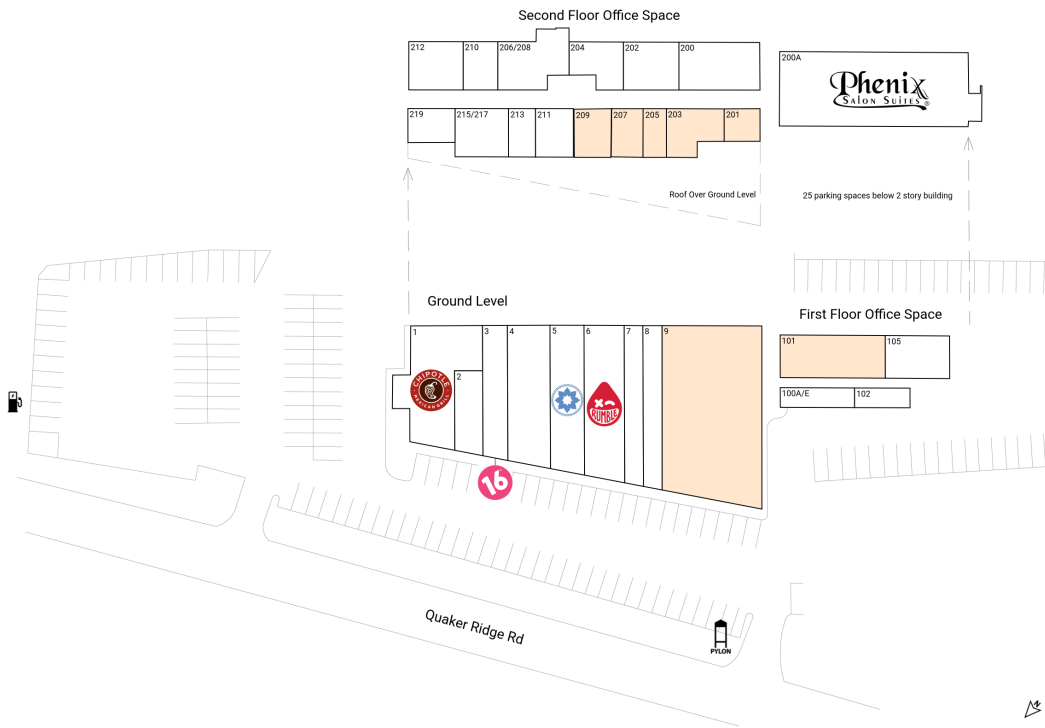 Second Floor Office Space
212
210
206/208
204
202
200
200A
Phenix
SALON SUITES®
219
215/217
213
211
209
207
205
203
201
Roof Over Ground Level
25 parking spaces below 2 story building
Ground Level
First Floor Office Space
1
2
3
4
5
6
7
8
9
101
105
100A/E
102
CHIPOTLE
MEXICAN GRILL
RUMBLE
16
Quaker Ridge Rd
PYLON
N